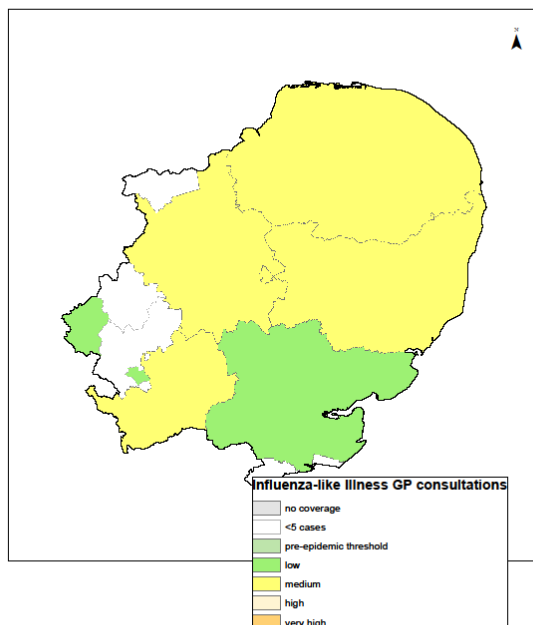 N
Influenza-like Illness GP consultations
no coverage
<5 cases
pre-epidemic threshold
low
medium
high
very high